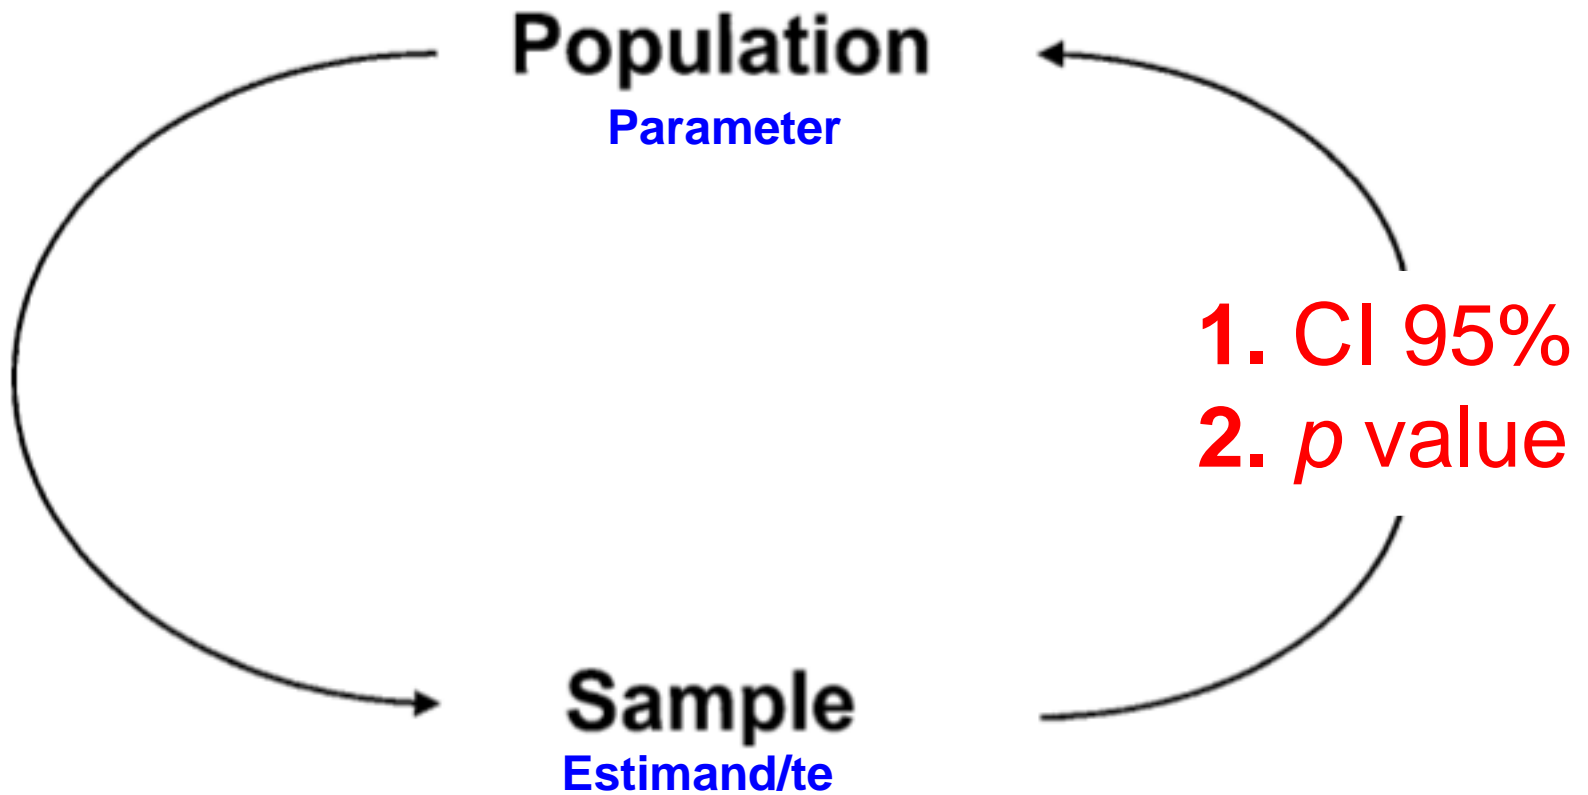 Population
Parameter
1. CI 95%
2. p value
Sample
Estimand/te